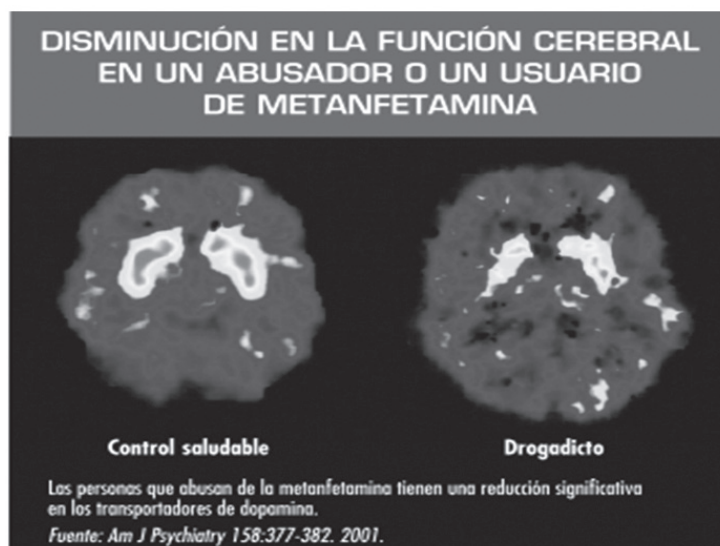 DISMINUCIÓN EN LA FUNCIÓN CEREBRAL
EN UN ABUSADOR O UN USUARIO
DE METANFETAMINA
Control saludable
Drogadicto
Las personas que abusan de la metanfetamina tienen una reducción significativa
en los transportadores de dopamina.
Fuente: Am J Psychiatry 158:377-382. 2001.